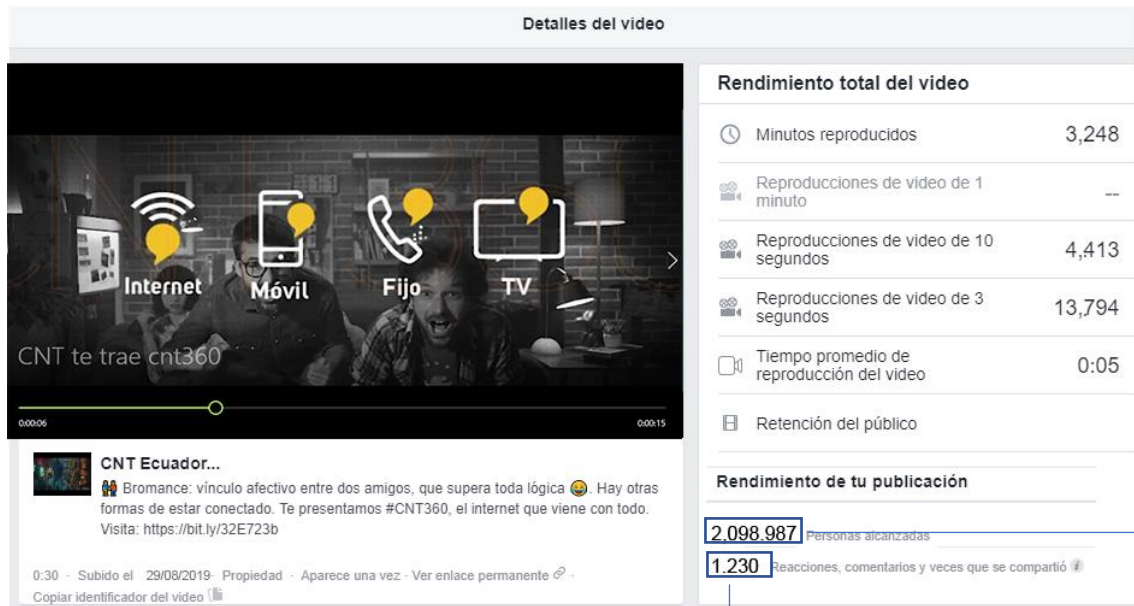 Detalles del video
Internet
Móvil
Fijo
TV
CNT te trae cnt360
0:00:06
0:00:15
CNT Ecuador...
👬 Bromance: vínculo afectivo entre dos amigos, que supera toda lógica 😂. Hay otras
formas de estar conectado. Te presentamos #CNT360, el internet que viene con todo.
Visita: https://bit.ly/32E723b
0:30 · Subido el 29/08/2019· Propiedad · Aparece una vez · Ver enlace permanente ·
Copiar identificador del video
Rendimiento total del video
Minutos reproducidos 3,248
Reproducciones de video de 1
minuto --
Reproducciones de video de 10
segundos 4,413
Reproducciones de video de 3
segundos 13,794
Tiempo promedio de
reproducción del video 0:05
Retención del público
Rendimiento de tu publicación
2,098.987 Personas alcanzadas
1.230 Reacciones, comentarios y veces que se compartió